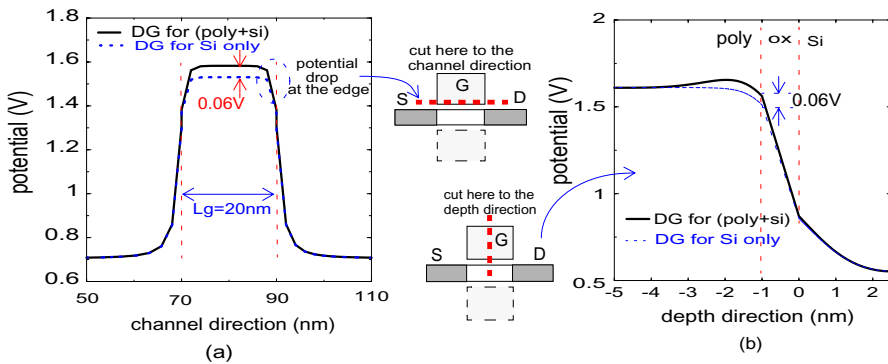 (a)
DG for (poly+si)
DG for Si only
potential
drop
at the edge
0.06V
Lg=20nm
potential (V)
1.8
1.6
1.4
1.2
1
0.8
0.6
50
70
90
110
channel direction (nm)
(a)
cut here to the
channel direction
G
S
D
cut here to the
depth direction
G
S
D
(b)
poly
ox
Si
0.06V
DG for (poly+si)
DG for Si only
potential (V)
2
1.5
1
0.5
-5
-4
-3
-2
-1
0
1
2
depth direction (nm)
(b)